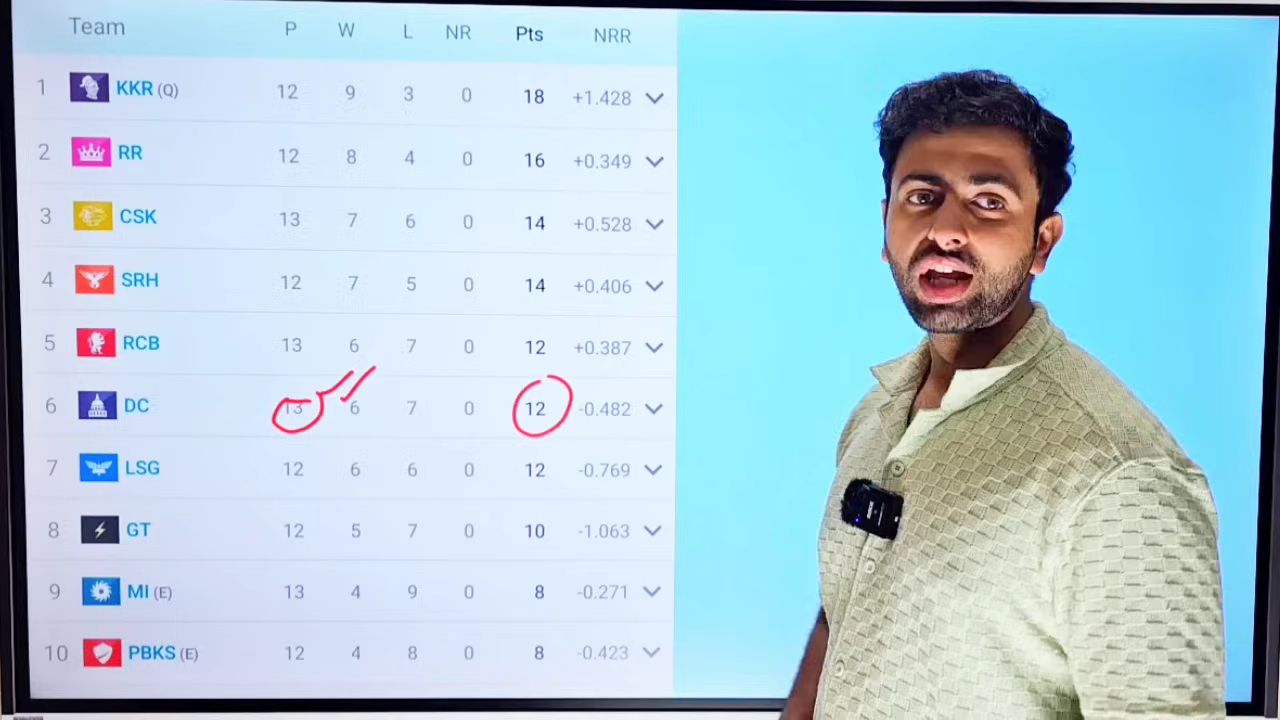 Team P W L NR Pts NRR
1 KKR (Q) 12 9 3 0 18 +1.428
2 RR 12 8 4 0 16 +0.349
3 CSK 13 7 6 0 14 +0.528
4 SRH 12 7 5 0 14 +0.406
5 RCB 13 6 7 0 12 +0.387
6 DC 13 6 7 0 12 -0.482
7 LSG 12 6 6 0 12 -0.769
8 GT 12 5 7 0 10 -1.063
9 MI (E) 13 4 9 0 8 -0.271
10 PBKS (E) 12 4 8 0 8 -0.423